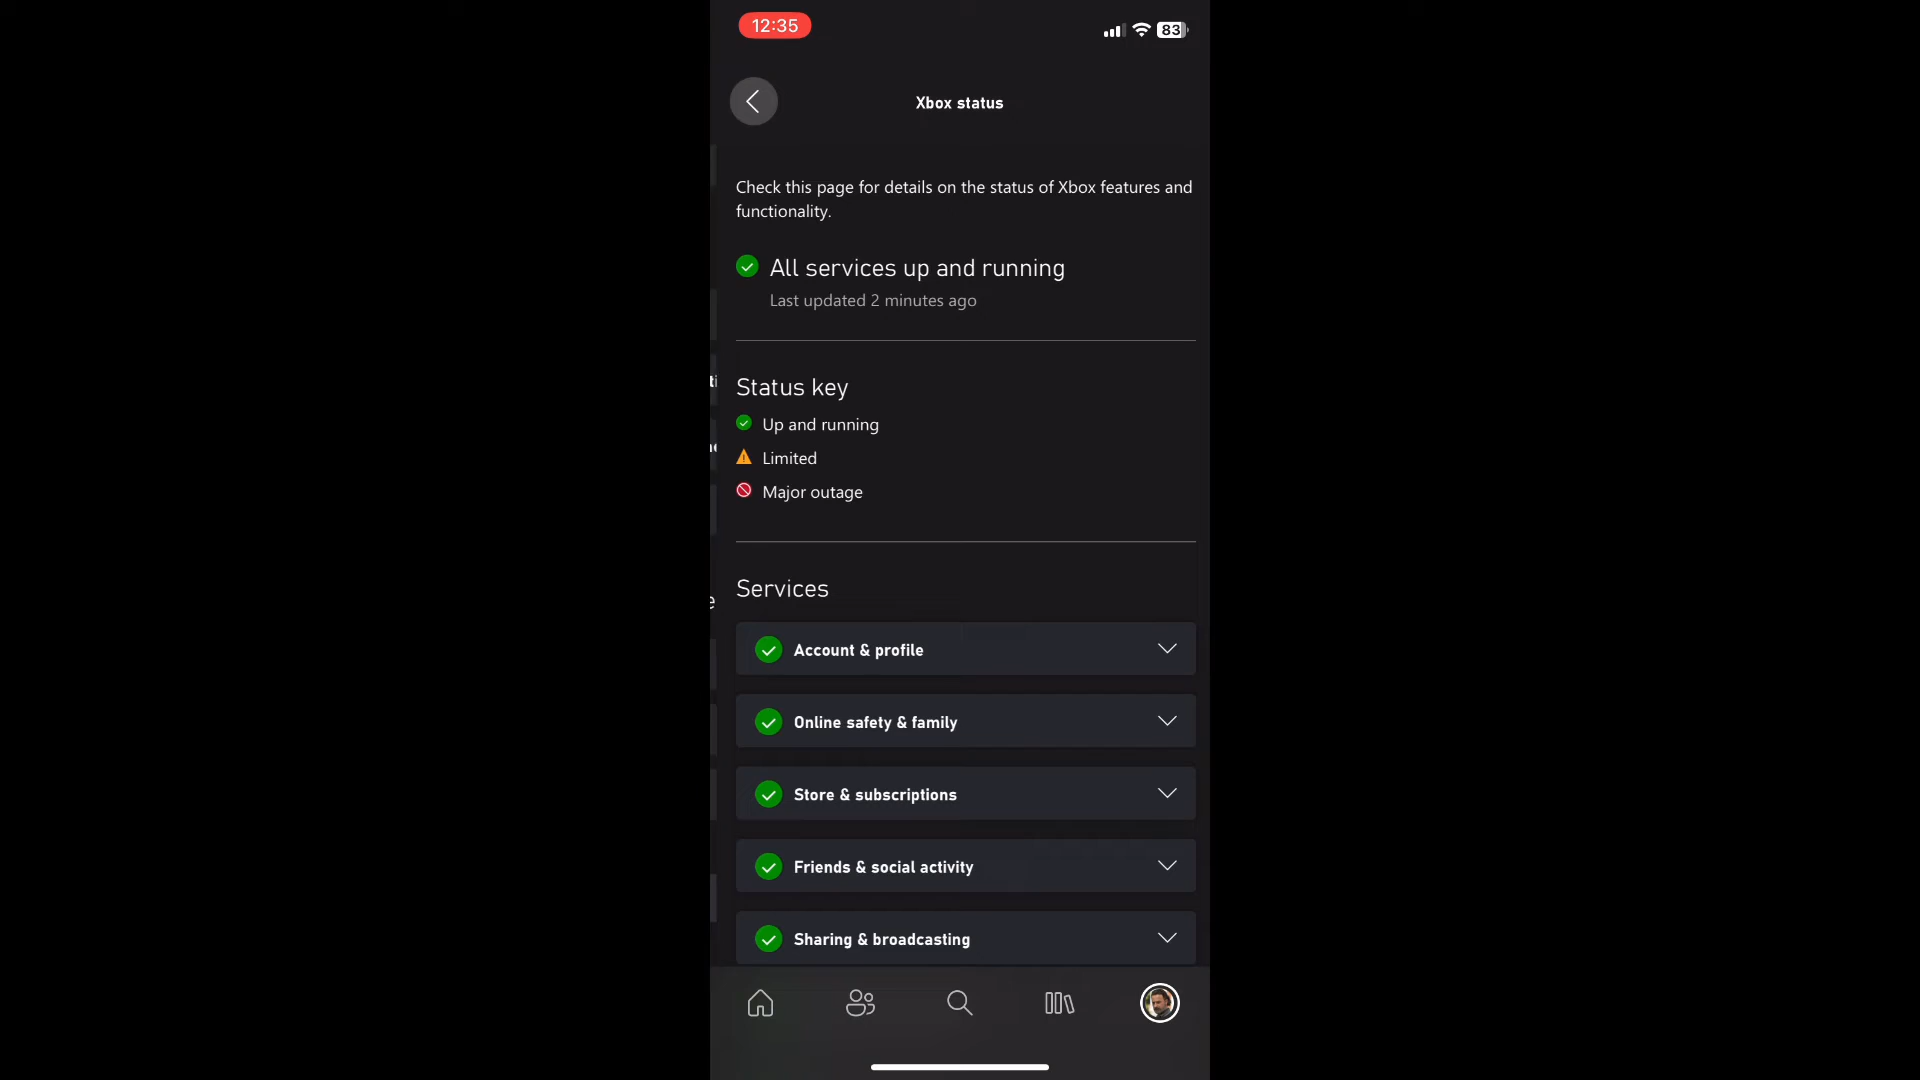 12:35
83
Xbox status
Check this page for details on the status of Xbox features and
functionality.
All services up and running
Last updated 2 minutes ago
Status key
Up and running
Limited
Major outage
Services
Account & profile
Online safety & family
Store & subscriptions
Friends & social activity
Sharing & broadcasting